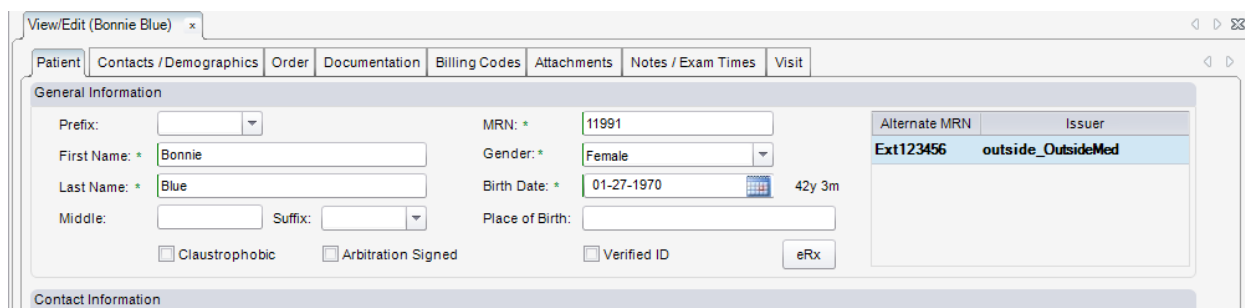 View/Edit (Bonnie Blue) x
Patient Contacts / Demographics Order Documentation Billing Codes Attachments Notes / Exam Times Visit
General Information
Prefix: MRN: * 11991 Alternate MRN Issuer
First Name: * Bonnie Gender: * Female Ext123456 outside_OutsideMed
Last Name: * Blue Birth Date: * 01-27-1970 42y 3m
Middle: Suffix: Place of Birth:
Claustrophobic Arbitration Signed Verified ID eRx
Contact Information